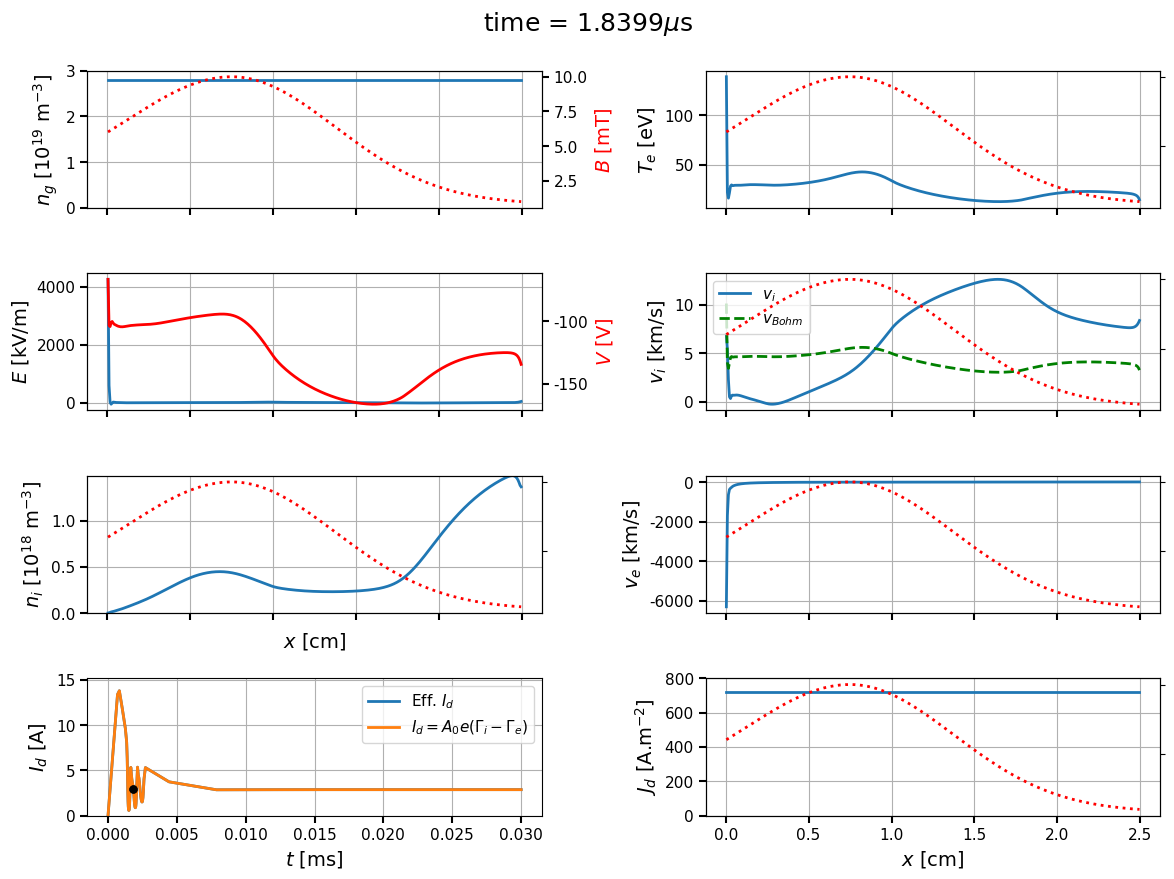 time = 1.8399μs
n_g [10^19 m^−3]
3
2
1
0
10.0
7.5
5.0
2.5
B [mT]
T_e [eV]
100
50
E [kV/m]
4000
2000
0
-100
-150
V [V]
v_i [km/s]
10
5
0
v_i
v_Bohm
n_i [10^18 m^−3]
1.0
0.5
0.0
x [cm]
v_e [km/s]
0
−2000
−4000
−6000
I_d [A]
15
10
5
0
Eff. I_d
I_d = A_0e(Γ_i − Γ_e)
0.000 0.005 0.010 0.015 0.020 0.025 0.030
t [ms]
J_d [A.m^−2]
800
600
400
200
0
0.0 0.5 1.0 1.5 2.0 2.5
x [cm]